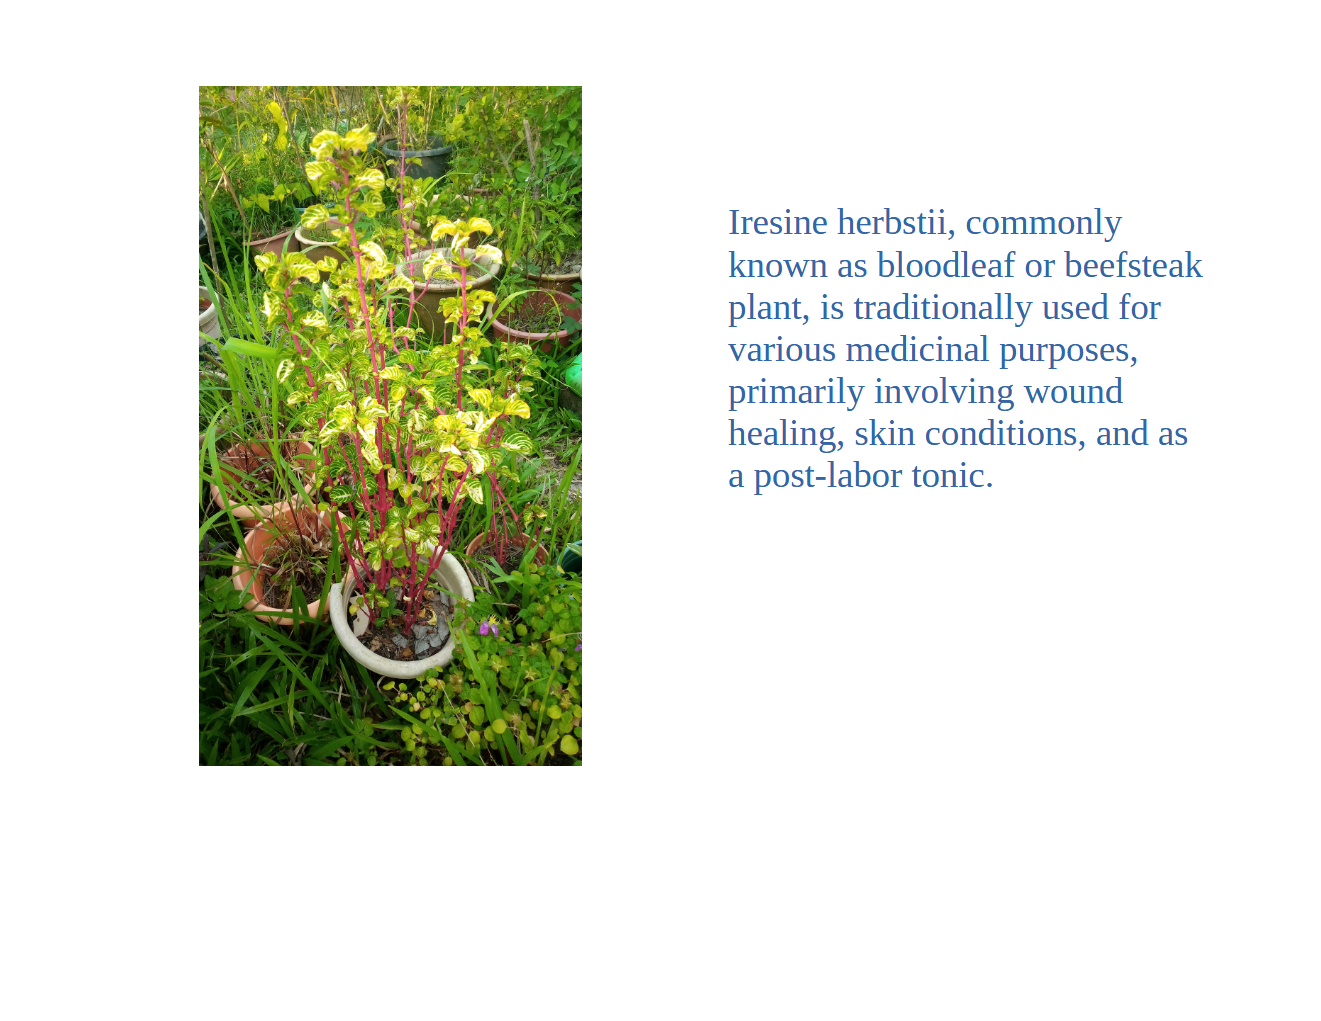 Iresine herbstii, commonly
known as bloodleaf or beefsteak
plant, is traditionally used for
various medicinal purposes,
primarily involving wound
healing, skin conditions, and as
a post-labor tonic.